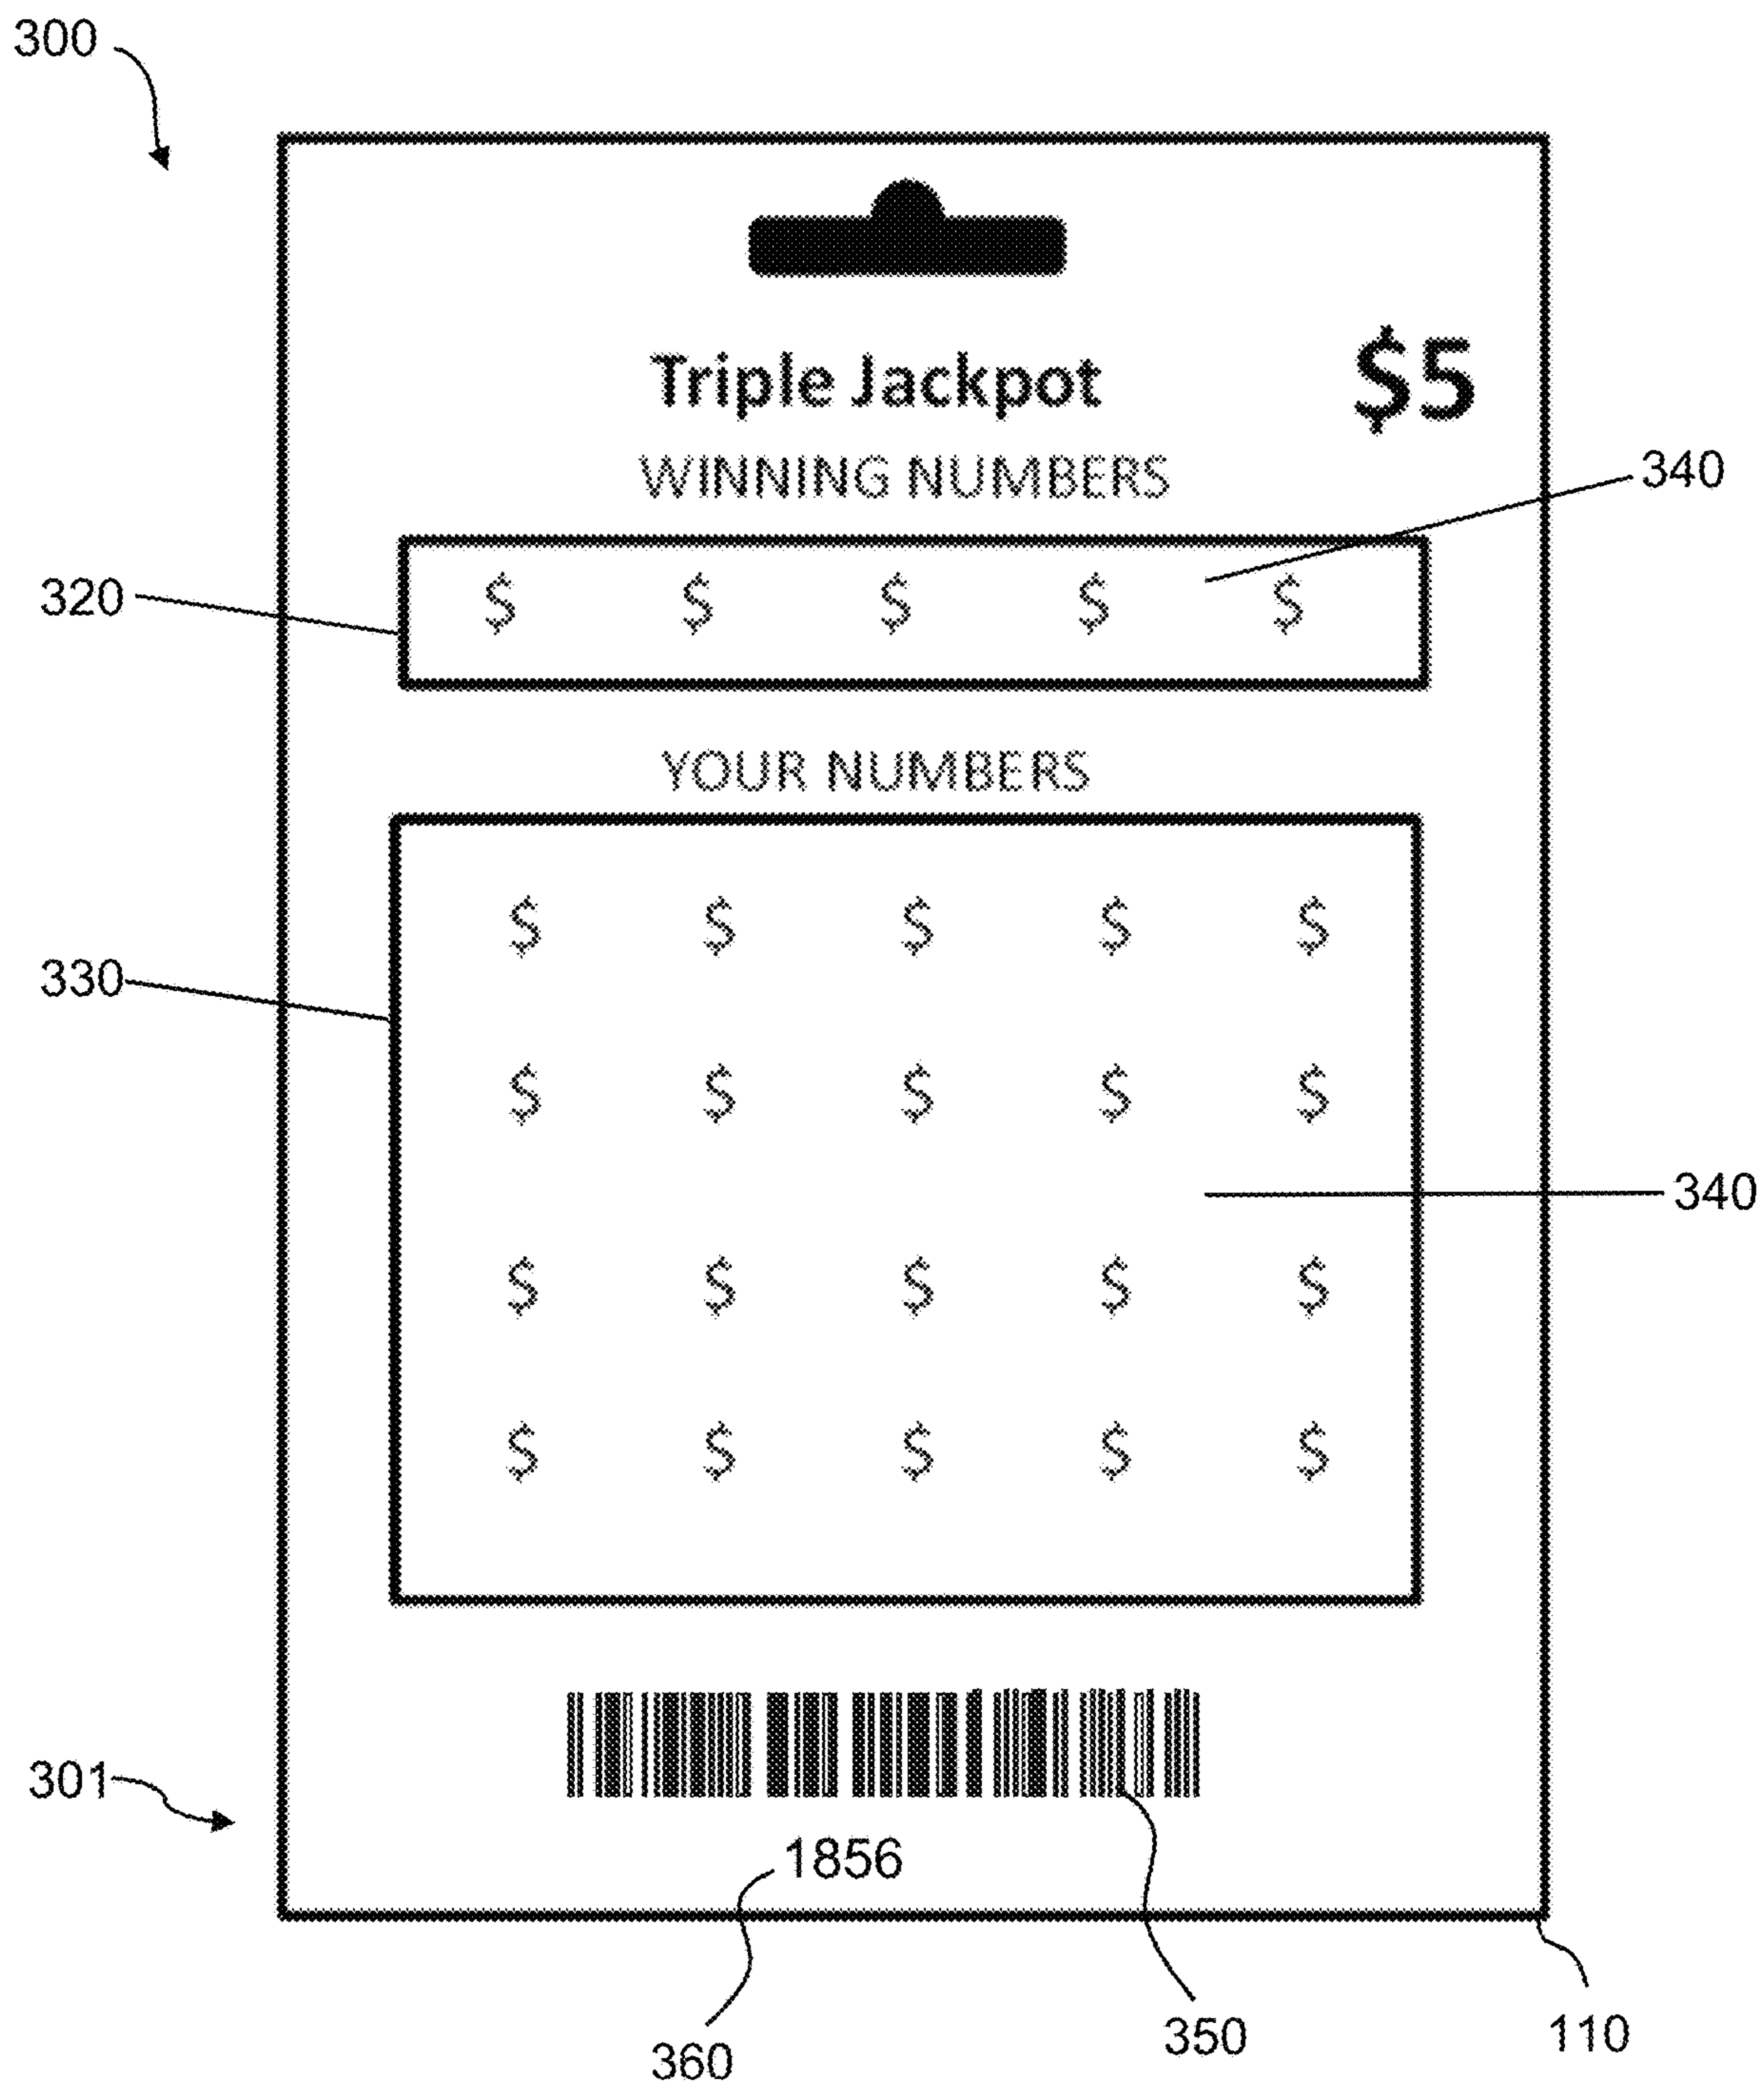 300
Triple Jackpot
$5
WINNING NUMBERS
340
320
$ $ $ $ $
YOUR NUMBERS
$ $ $ $ $
330
$ $ $ $ $
340
$ $ $ $ $
$ $ $ $ $
301
1856
360
350
110